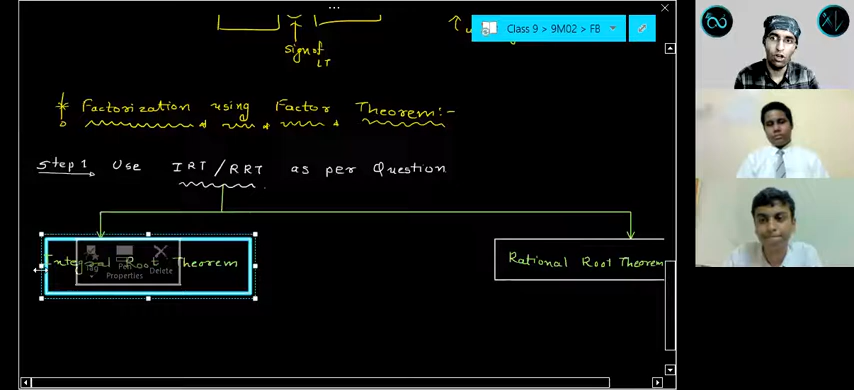 Class 9 > 9M02 > FB
sign of
LT
* Factorization using Factor Theorem:-
Step 1 Use IRT/RRT as per Question
Integral Root Theorem
Tag
Pen
Properties
Delete
Rational Root Theorem